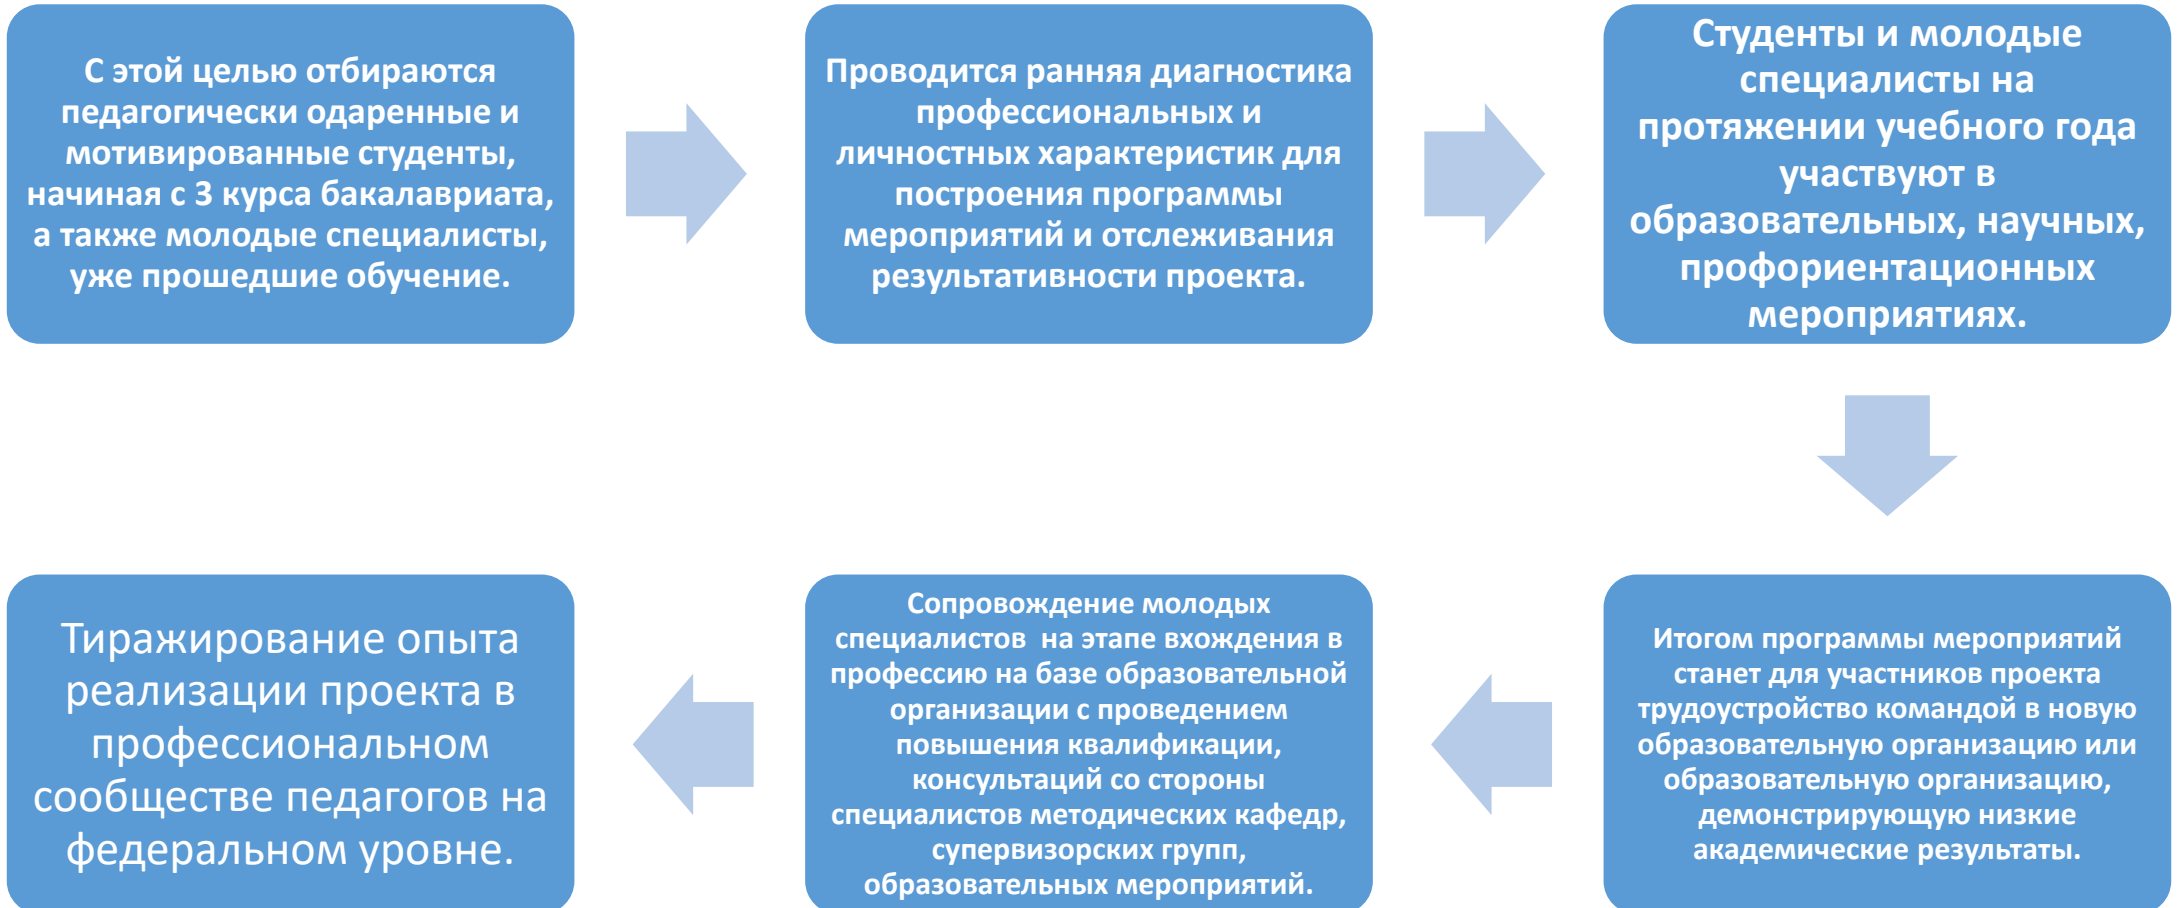 С этой целью отбираются
педагогически одаренные и
мотивированные студенты,
начиная с 3 курса бакалавриата,
а также молодые специалисты,
уже прошедшие обучение.
Проводится ранняя диагностика
профессиональных и
личностных характеристик для
построения программы
мероприятий и отслеживания
результативности проекта.
Студенты и молодые
специалисты на
протяжении учебного года
участвуют в
образовательных, научных,
профориентационных
мероприятиях.
Итогом программы мероприятий
станет для участников проекта
трудоустройство командой в новую
образовательную организацию или
образовательную организацию,
демонстрирующую низкие
академические результаты.
Сопровождение молодых
специалистов  на этапе вхождения в
профессию на базе образовательной
организации с проведением
повышения квалификации,
консультаций со стороны
специалистов методических кафедр,
супервизорских групп,
образовательных мероприятий.
Тиражирование опыта
реализации проекта в
профессиональном
сообществе педагогов на
федеральном уровне.